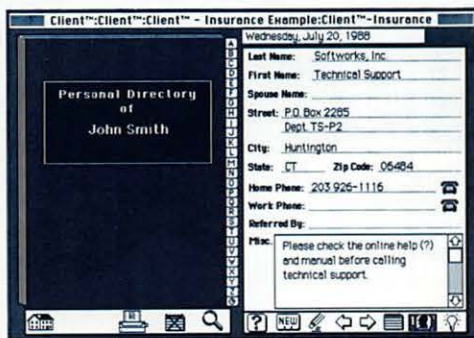 Client™:Client™:Client™ - Insurance Example:Client™-Insurance
Personal Directory
of
John Smith
A
B
C
D
E
F
G
H
I
J
K
L
M
N
O
P
Q
R
S
T
U
V
W
X
Y
Z
Wednesday, July 20, 1988
Last Name: Softworks, Inc.
First Name: Technical Support
Spouse Name:
Street: P.O. Box 2285
Dept. TS-P2
City: Huntington
State: CT Zip Code: 06484
Home Phone: 203 926-1116
Work Phone:
Referred By:
Misc. Please check the online help (?)
and manual before calling
technical support.
? NEW